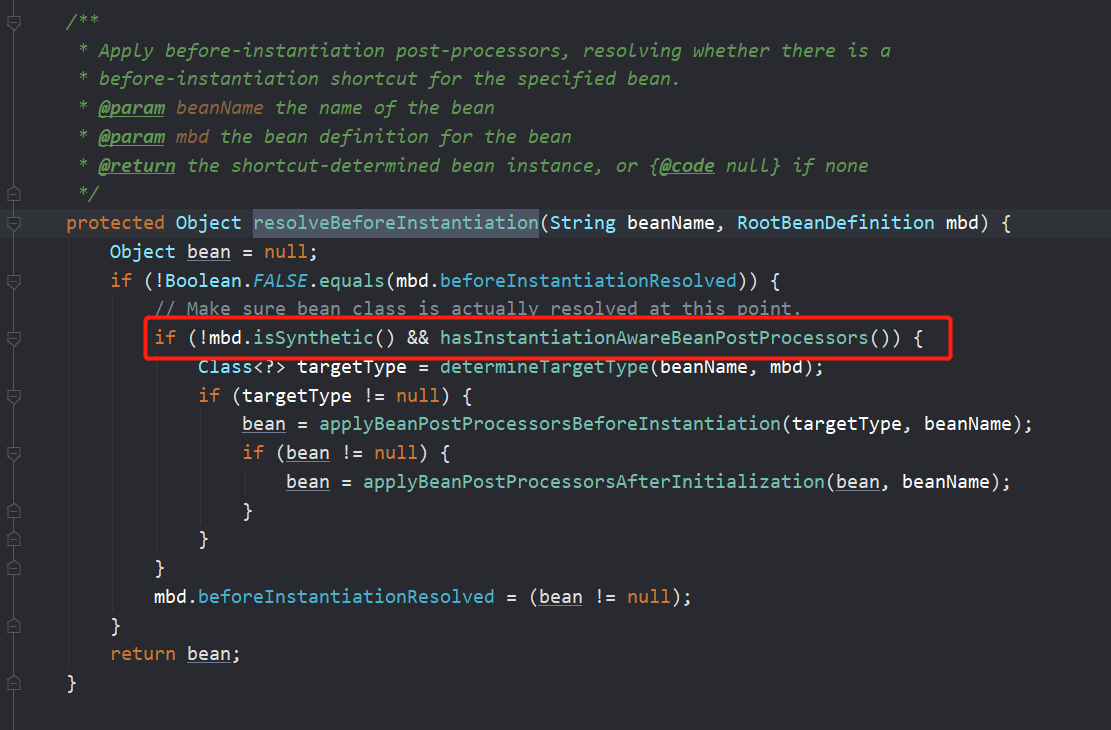 /**
 * Apply before-instantiation post-processors, resolving whether there is a
 * before-instantiation shortcut for the specified bean.
 * @param beanName the name of the bean
 * @param mbd the bean definition for the bean
 * @return the shortcut-determined bean instance, or {@code null} if none
 */
protected Object resolveBeforeInstantiation(String beanName, RootBeanDefinition mbd) {
    Object bean = null;
    if (!Boolean.FALSE.equals(mbd.beforeInstantiationResolved)) {
        // Make sure bean class is actually resolved at this point.
        if (!mbd.isSynthetic() && hasInstantiationAwareBeanPostProcessors()) {
            Class<?> targetType = determineTargetType(beanName, mbd);
            if (targetType != null) {
                bean = applyBeanPostProcessorsBeforeInstantiation(targetType, beanName);
                if (bean != null) {
                    bean = applyBeanPostProcessorsAfterInitialization(bean, beanName);
                }
            }
        }
        mbd.beforeInstantiationResolved = (bean != null);
    }
    return bean;
}